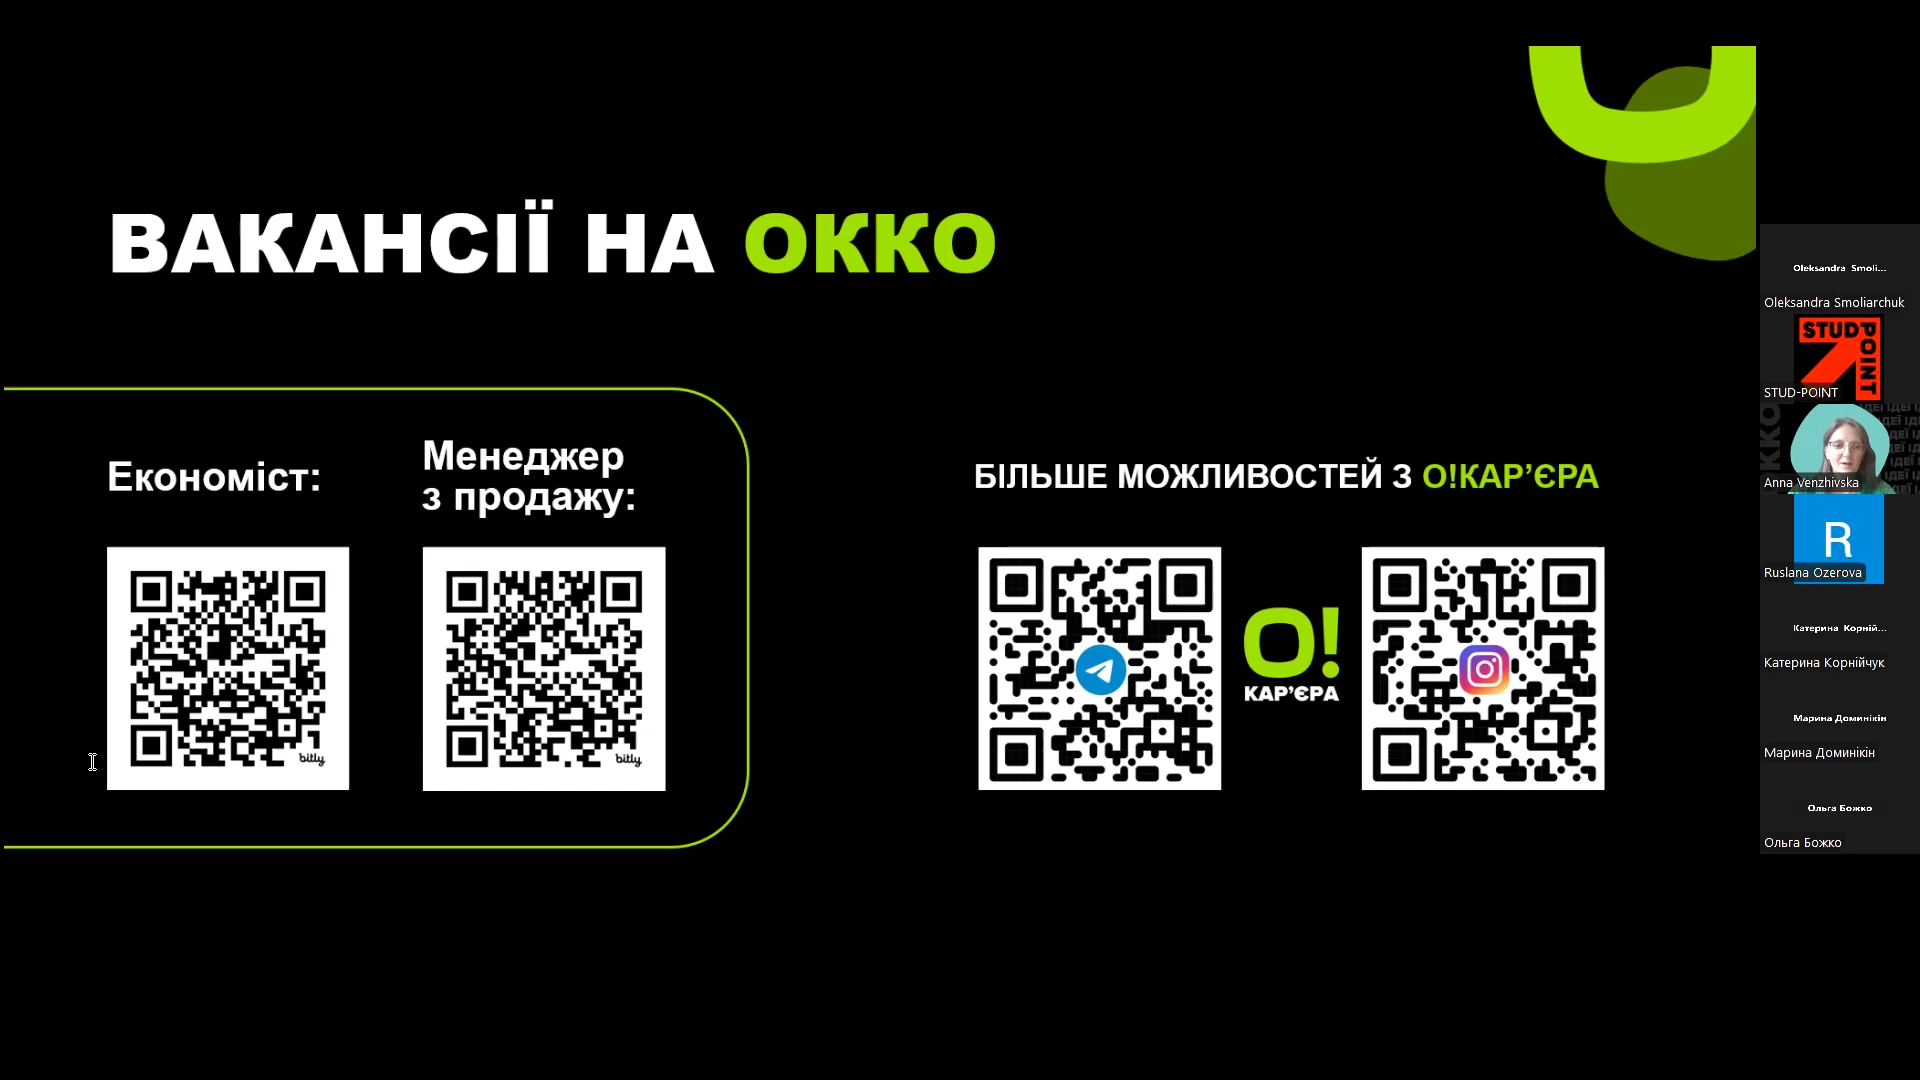 ВАКАНСІЇ НА ОККО
Економіст:
Менеджер
з продажу:
bitly
bitly
БІЛЬШЕ МОЖЛИВОСТЕЙ З О!КАР’ЄРА
О!
КАР’ЄРА
Oleksandra Smoli...
Oleksandra Smoliarchuk
STUD
POINT
STUD-POINT
Anna Venzhivska
R
Ruslana Ozerova
Катерина Корній...
Катерина Корнійчук
Марина Доминікін
Марина Доминікін
Ольга Божко
Ольга Божко